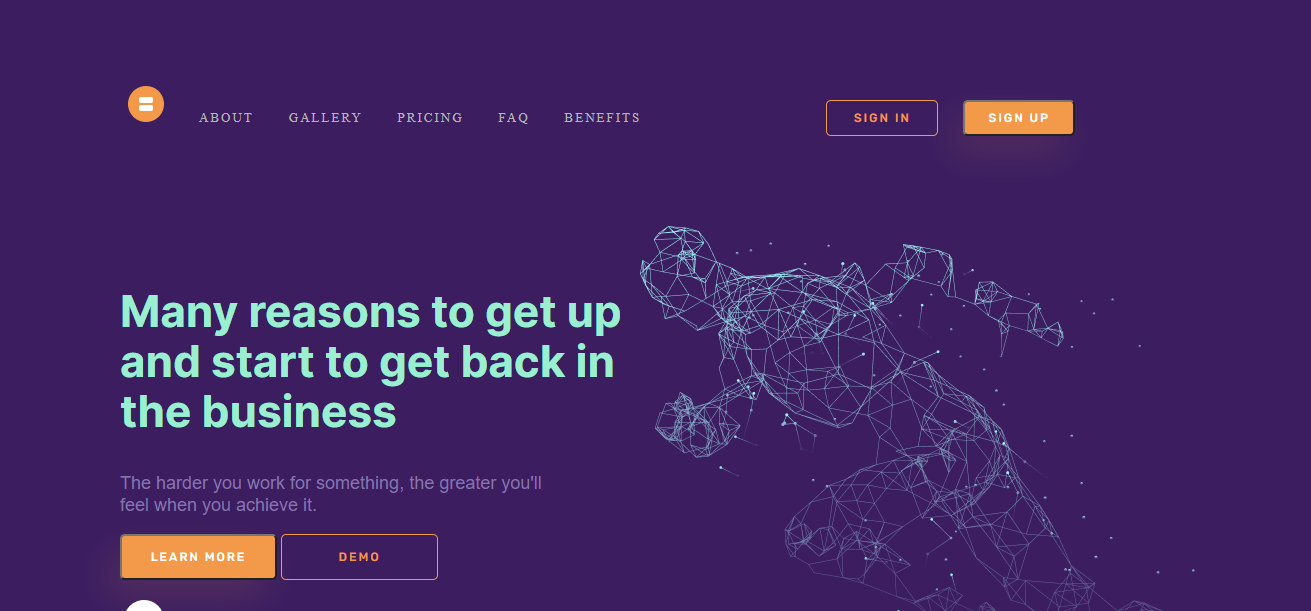 ABOUT GALLERY PRICING FAQ BENEFITS SIGN IN SIGN UP
Many reasons to get up
and start to get back in
the business
The harder you work for something, the greater you'll
feel when you achieve it.
LEARN MORE DEMO